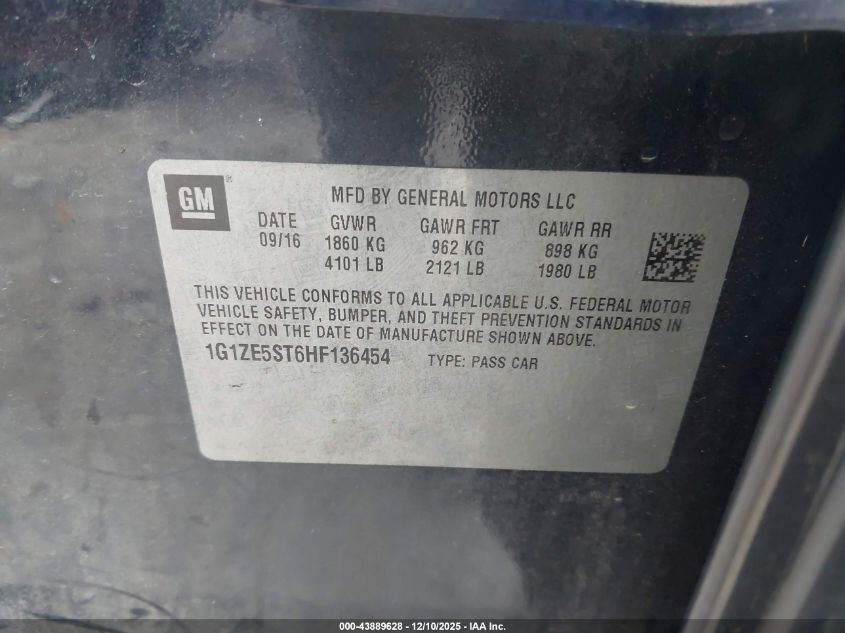 GM
MFD BY GENERAL MOTORS LLC
DATE GVWR GAWR FRT GAWR RR
09/16 1860 KG 962 KG 898 KG
4101 LB 2121 LB 1980 LB
THIS VEHICLE CONFORMS TO ALL APPLICABLE U.S. FEDERAL MOTOR
VEHICLE SAFETY, BUMPER, AND THEFT PREVENTION STANDARDS IN
EFFECT ON THE DATE OF MANUFACTURE SHOWN ABOVE.
1G1ZE5ST6HF136454 TYPE: PASS CAR
000-43889628 - 12/10/2025 - IAA Inc.